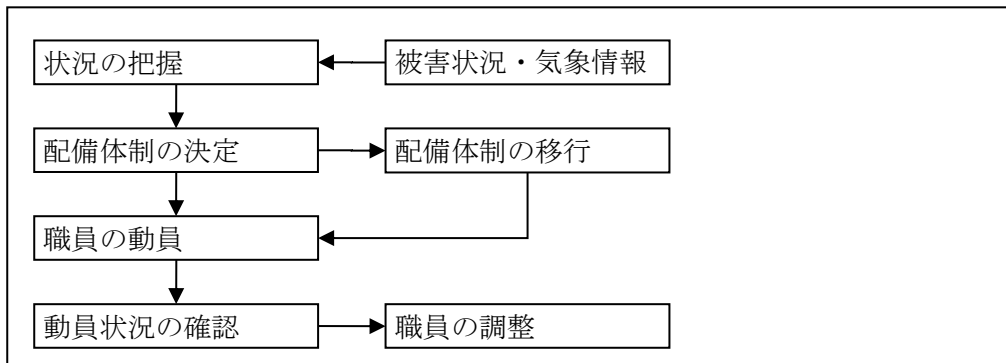 状況の把握
被害状況・気象情報
配備体制の決定
配備体制の移行
職員の動員
動員状況の確認
職員の調整